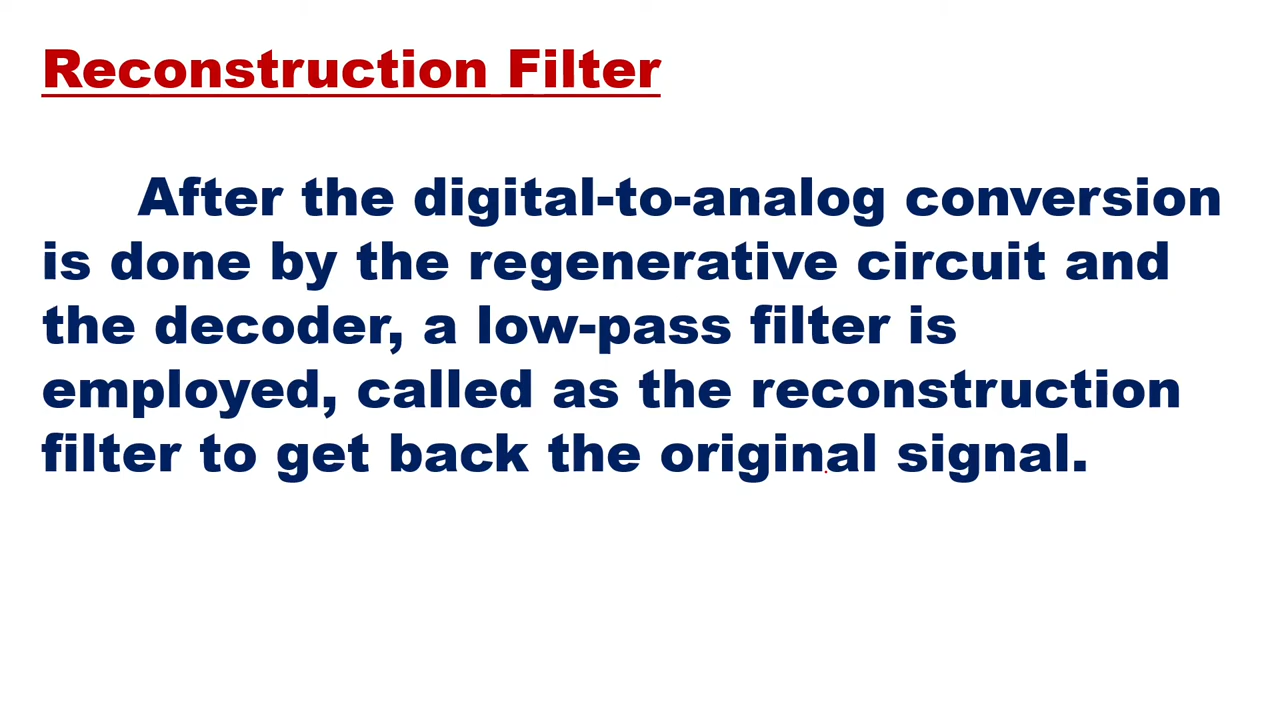 Reconstruction Filter
After the digital-to-analog conversion
is done by the regenerative circuit and
the decoder, a low-pass filter is
employed, called as the reconstruction
filter to get back the original signal.